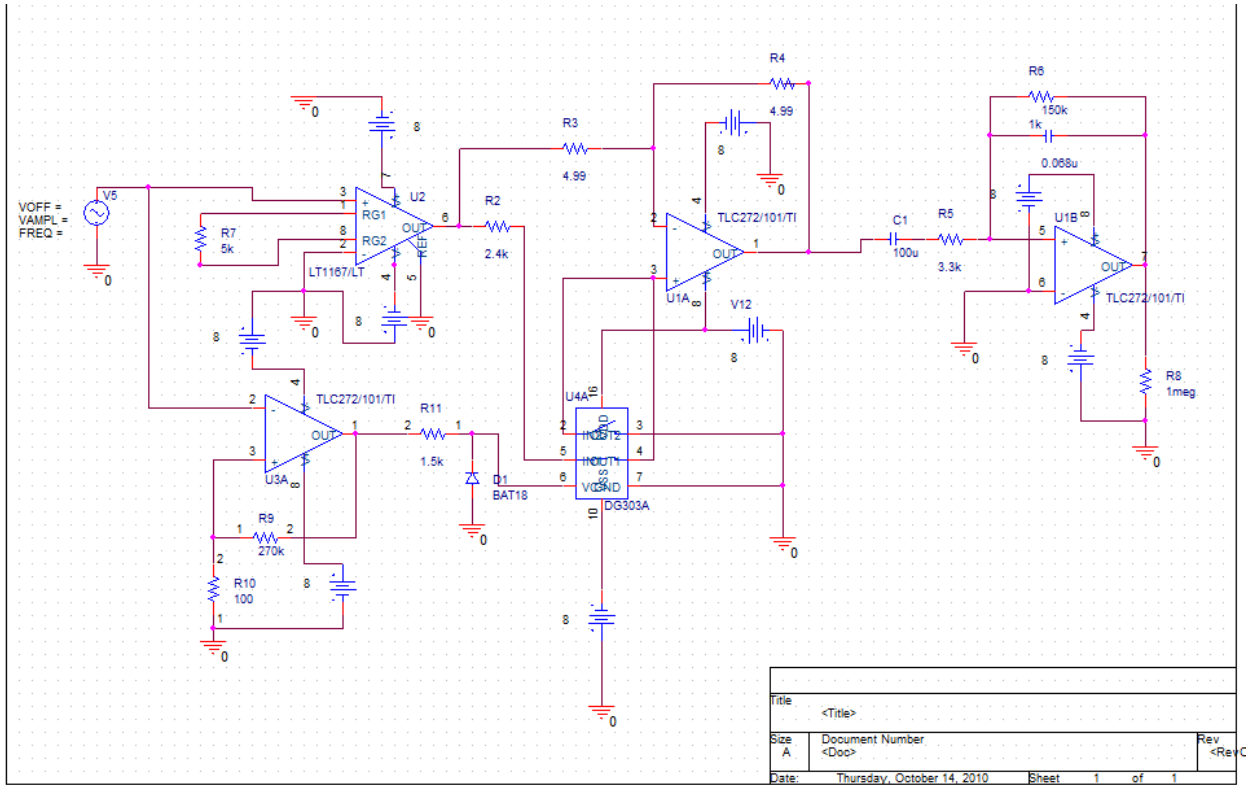 VOFF =
VAMPL =
FREQ =
V5
0
R7
5k
0
8
7
3
1
8
2
+
RG1
RG2
-
U2
OUT
REF
6
4
5
LT1167/LT
8
0
0
8
R3
4.99
R2
2.4k
R4
4.99
8
0
4
TLC272/101/TI
2
3
-
+
OUT
1
U1A
8
V12
8
C1
100u
R5
3.3k
R6
150k
1k
0.068u
8
U1B
8
5
6
+
-
OUT
7
TLC272/101/TI
4
0
8
R8
1meg
0
4
TLC272/101/TI
2
3
-
+
OUT
1
U3A
8
R11
2
1
1.5k
D1
BAT18
0
R9
1
2
270k
2
R10
100
1
0
8
U4A
16
2
5
6
3
4
7
DG303A
10
0
8
0
Title
<Title>
Size
A
Document Number
<Doc>
Rev
Date:
Thursday, October 14, 2010
Sheet
1
of
1